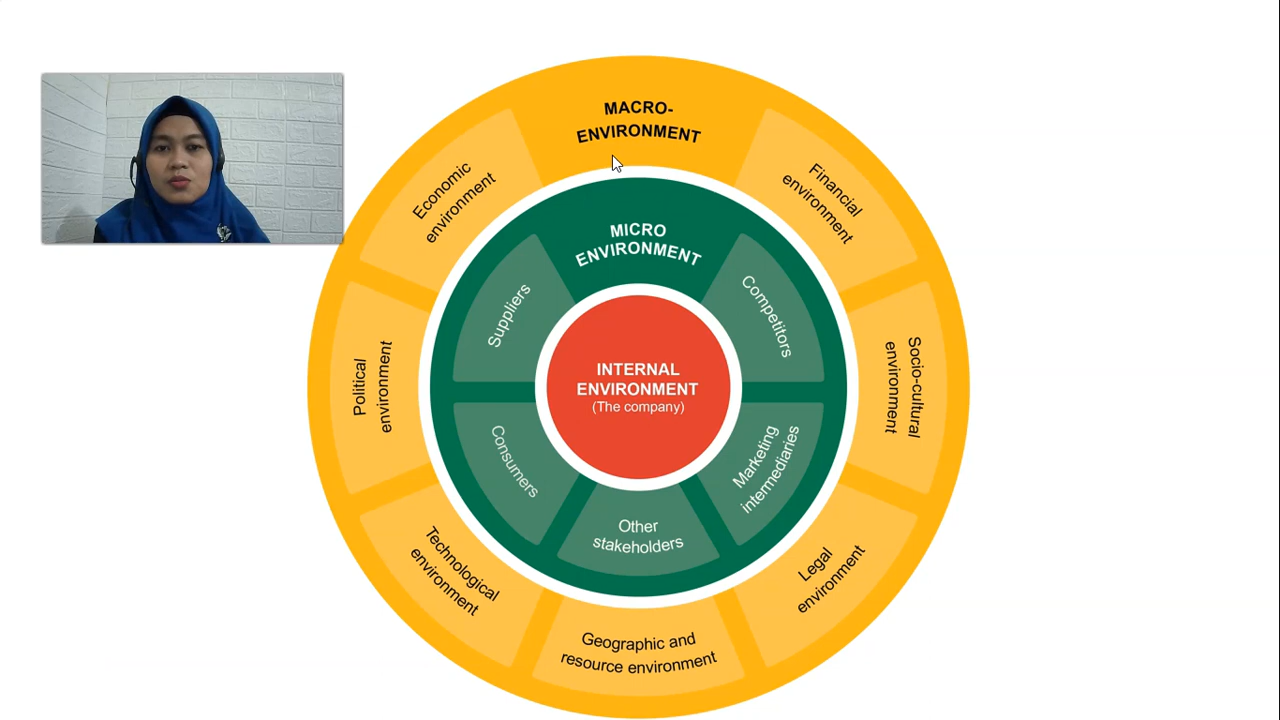 MACRO-
ENVIRONMENT
Economic
environment
Financial
environment
MICRO
ENVIRONMENT
Suppliers
Competitors
Political
environment
INTERNAL
ENVIRONMENT
(The company)
Socio-cultural
environment
Consumers
Marketing
intermediaries
Other
stakeholders
Technological
environment
Legal
environment
Geographic and
resource environment